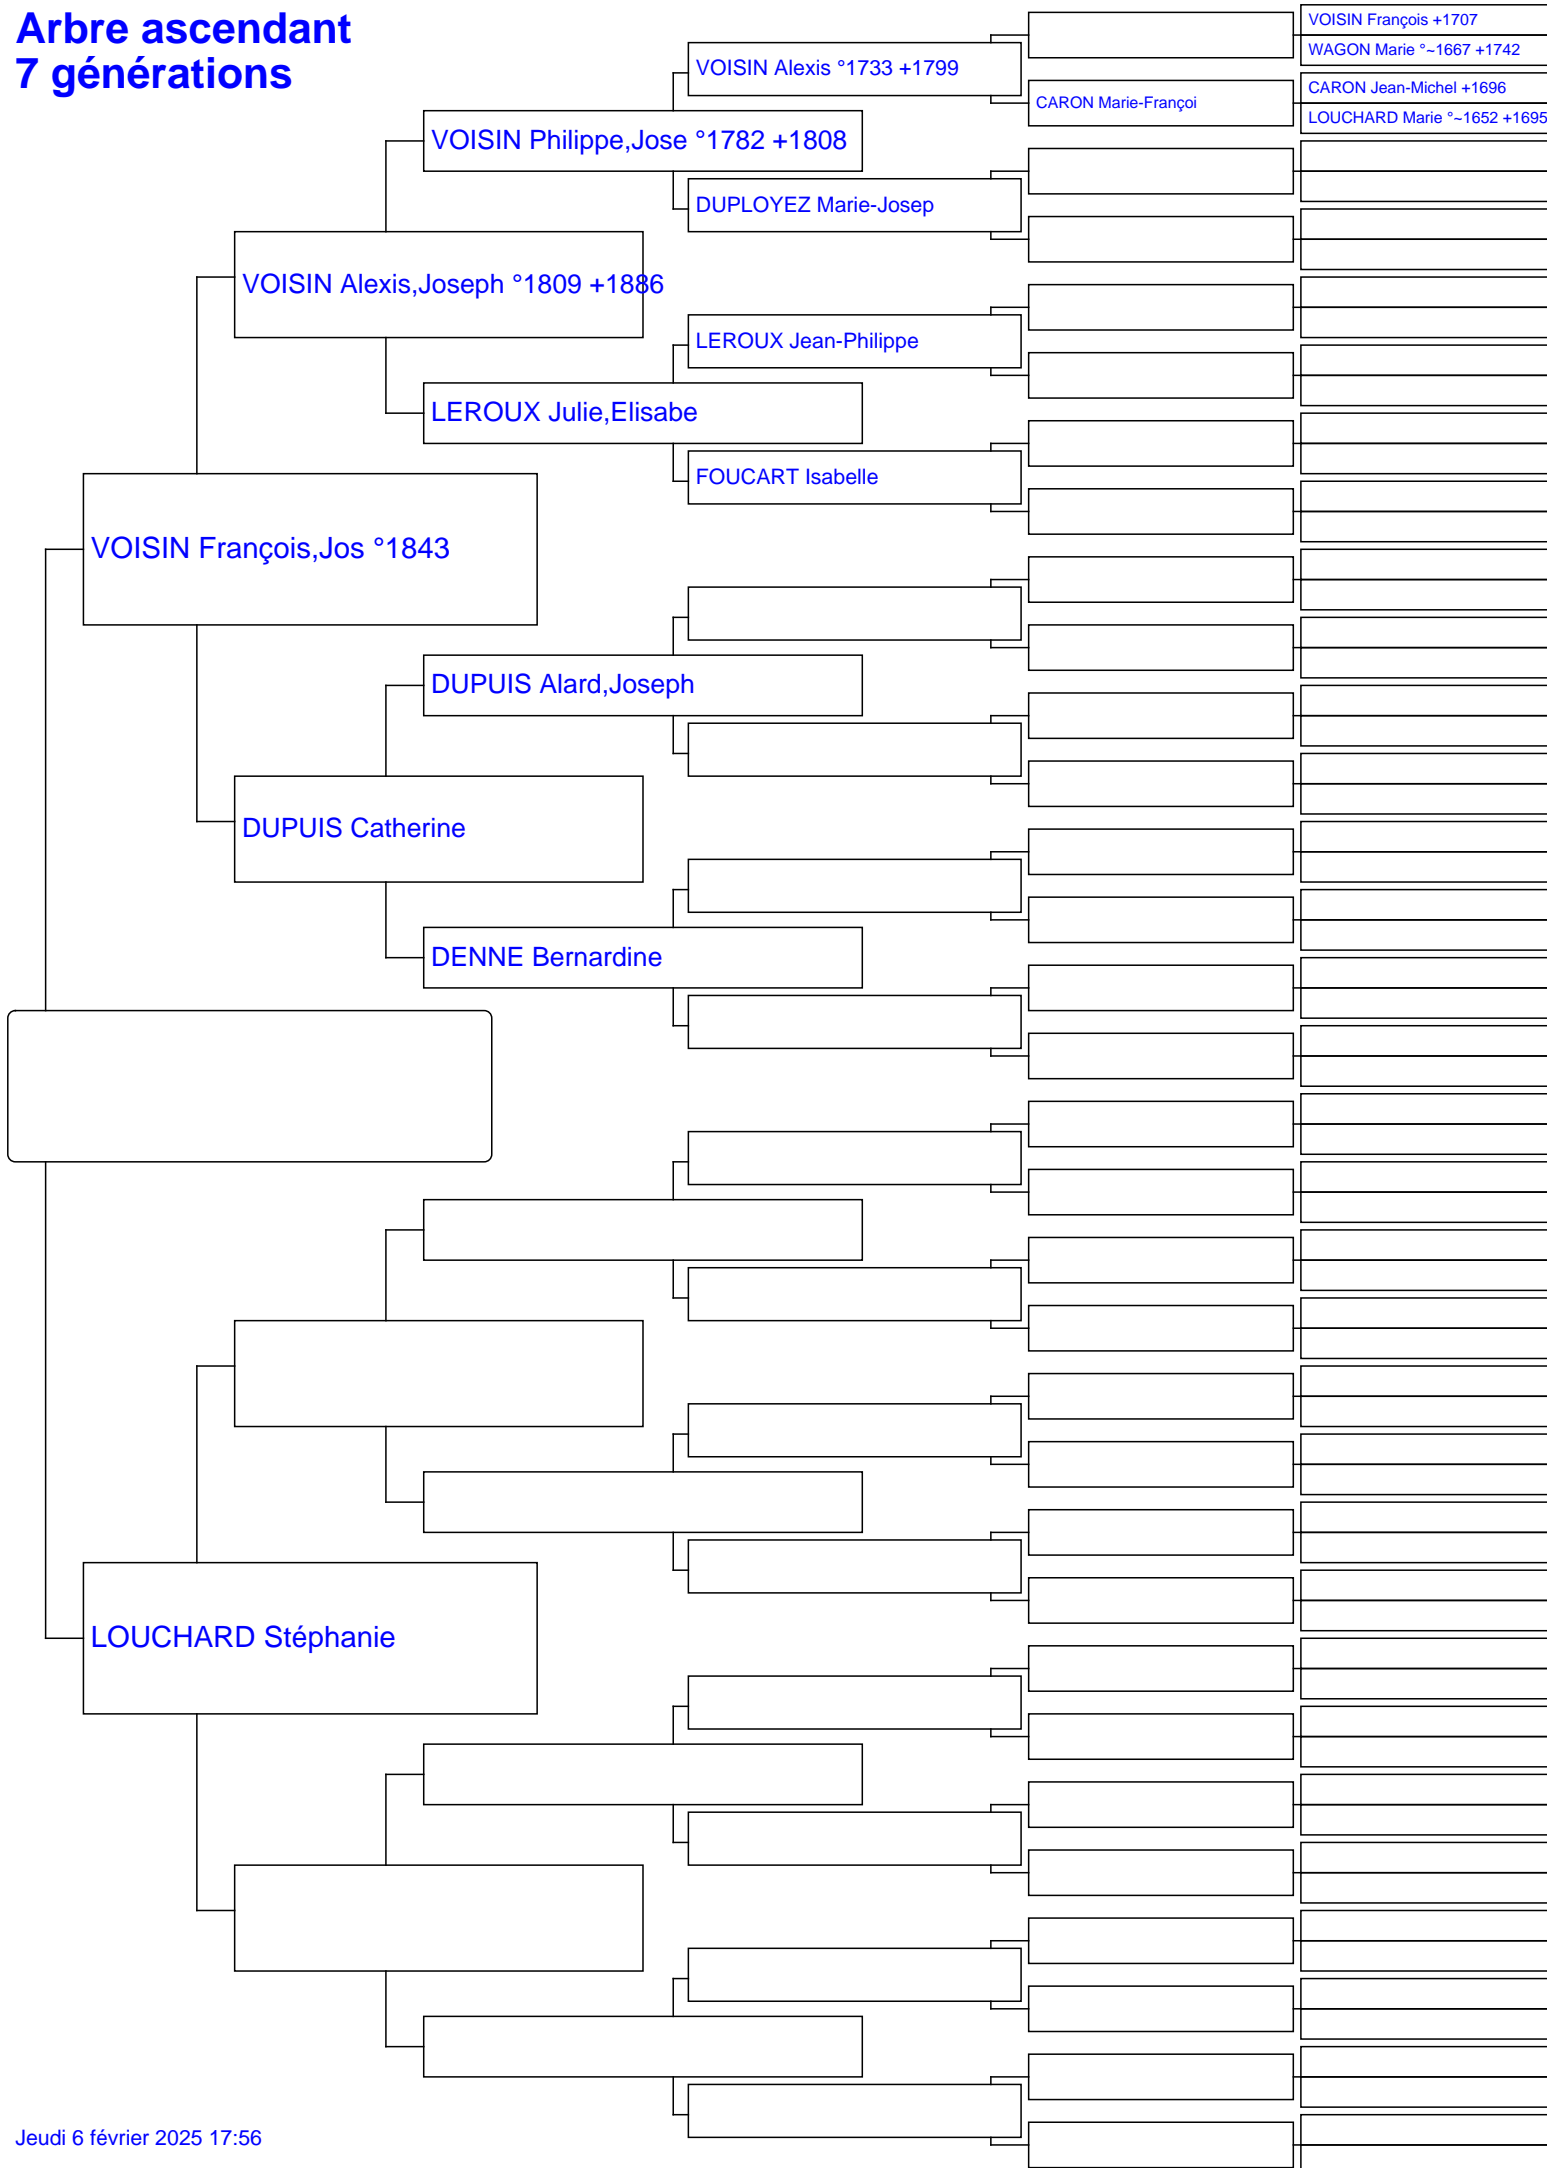 Arbre ascendant
7 générations
VOISIN François +1707
WAGON Marie °~1667 +1742
VOISIN Alexis °1733 +1799
CARON Jean-Michel +1696
CARON Marie-Françoi
LOUCHARD Marie °~1652 +1695
VOISIN Philippe,Jose °1782 +1808
DUPLOYEZ Marie-Josep
VOISIN Alexis,Joseph °1809 +1886
LEROUX Jean-Philippe
LEROUX Julie,Elisabe
FOUCART Isabelle
VOISIN François,Jos °1843
DUPUIS Alard,Joseph
DUPUIS Catherine
DENNE Bernardine
LOUCHARD Stéphanie
Jeudi 6 février 2025 17:56